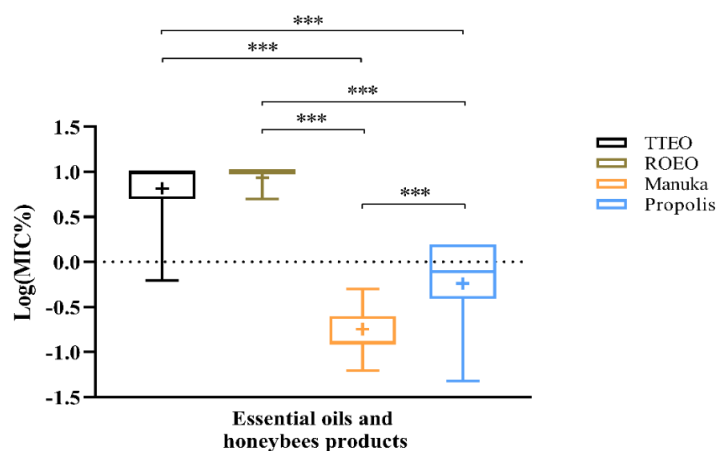 ***
***
***
***
***
1.5
1.0
0.5
0.0
-0.5
-1.0
-1.5
Log(MIC%)
Essential oils and
honeybees products
TTEO
ROEO
Manuka
Propolis